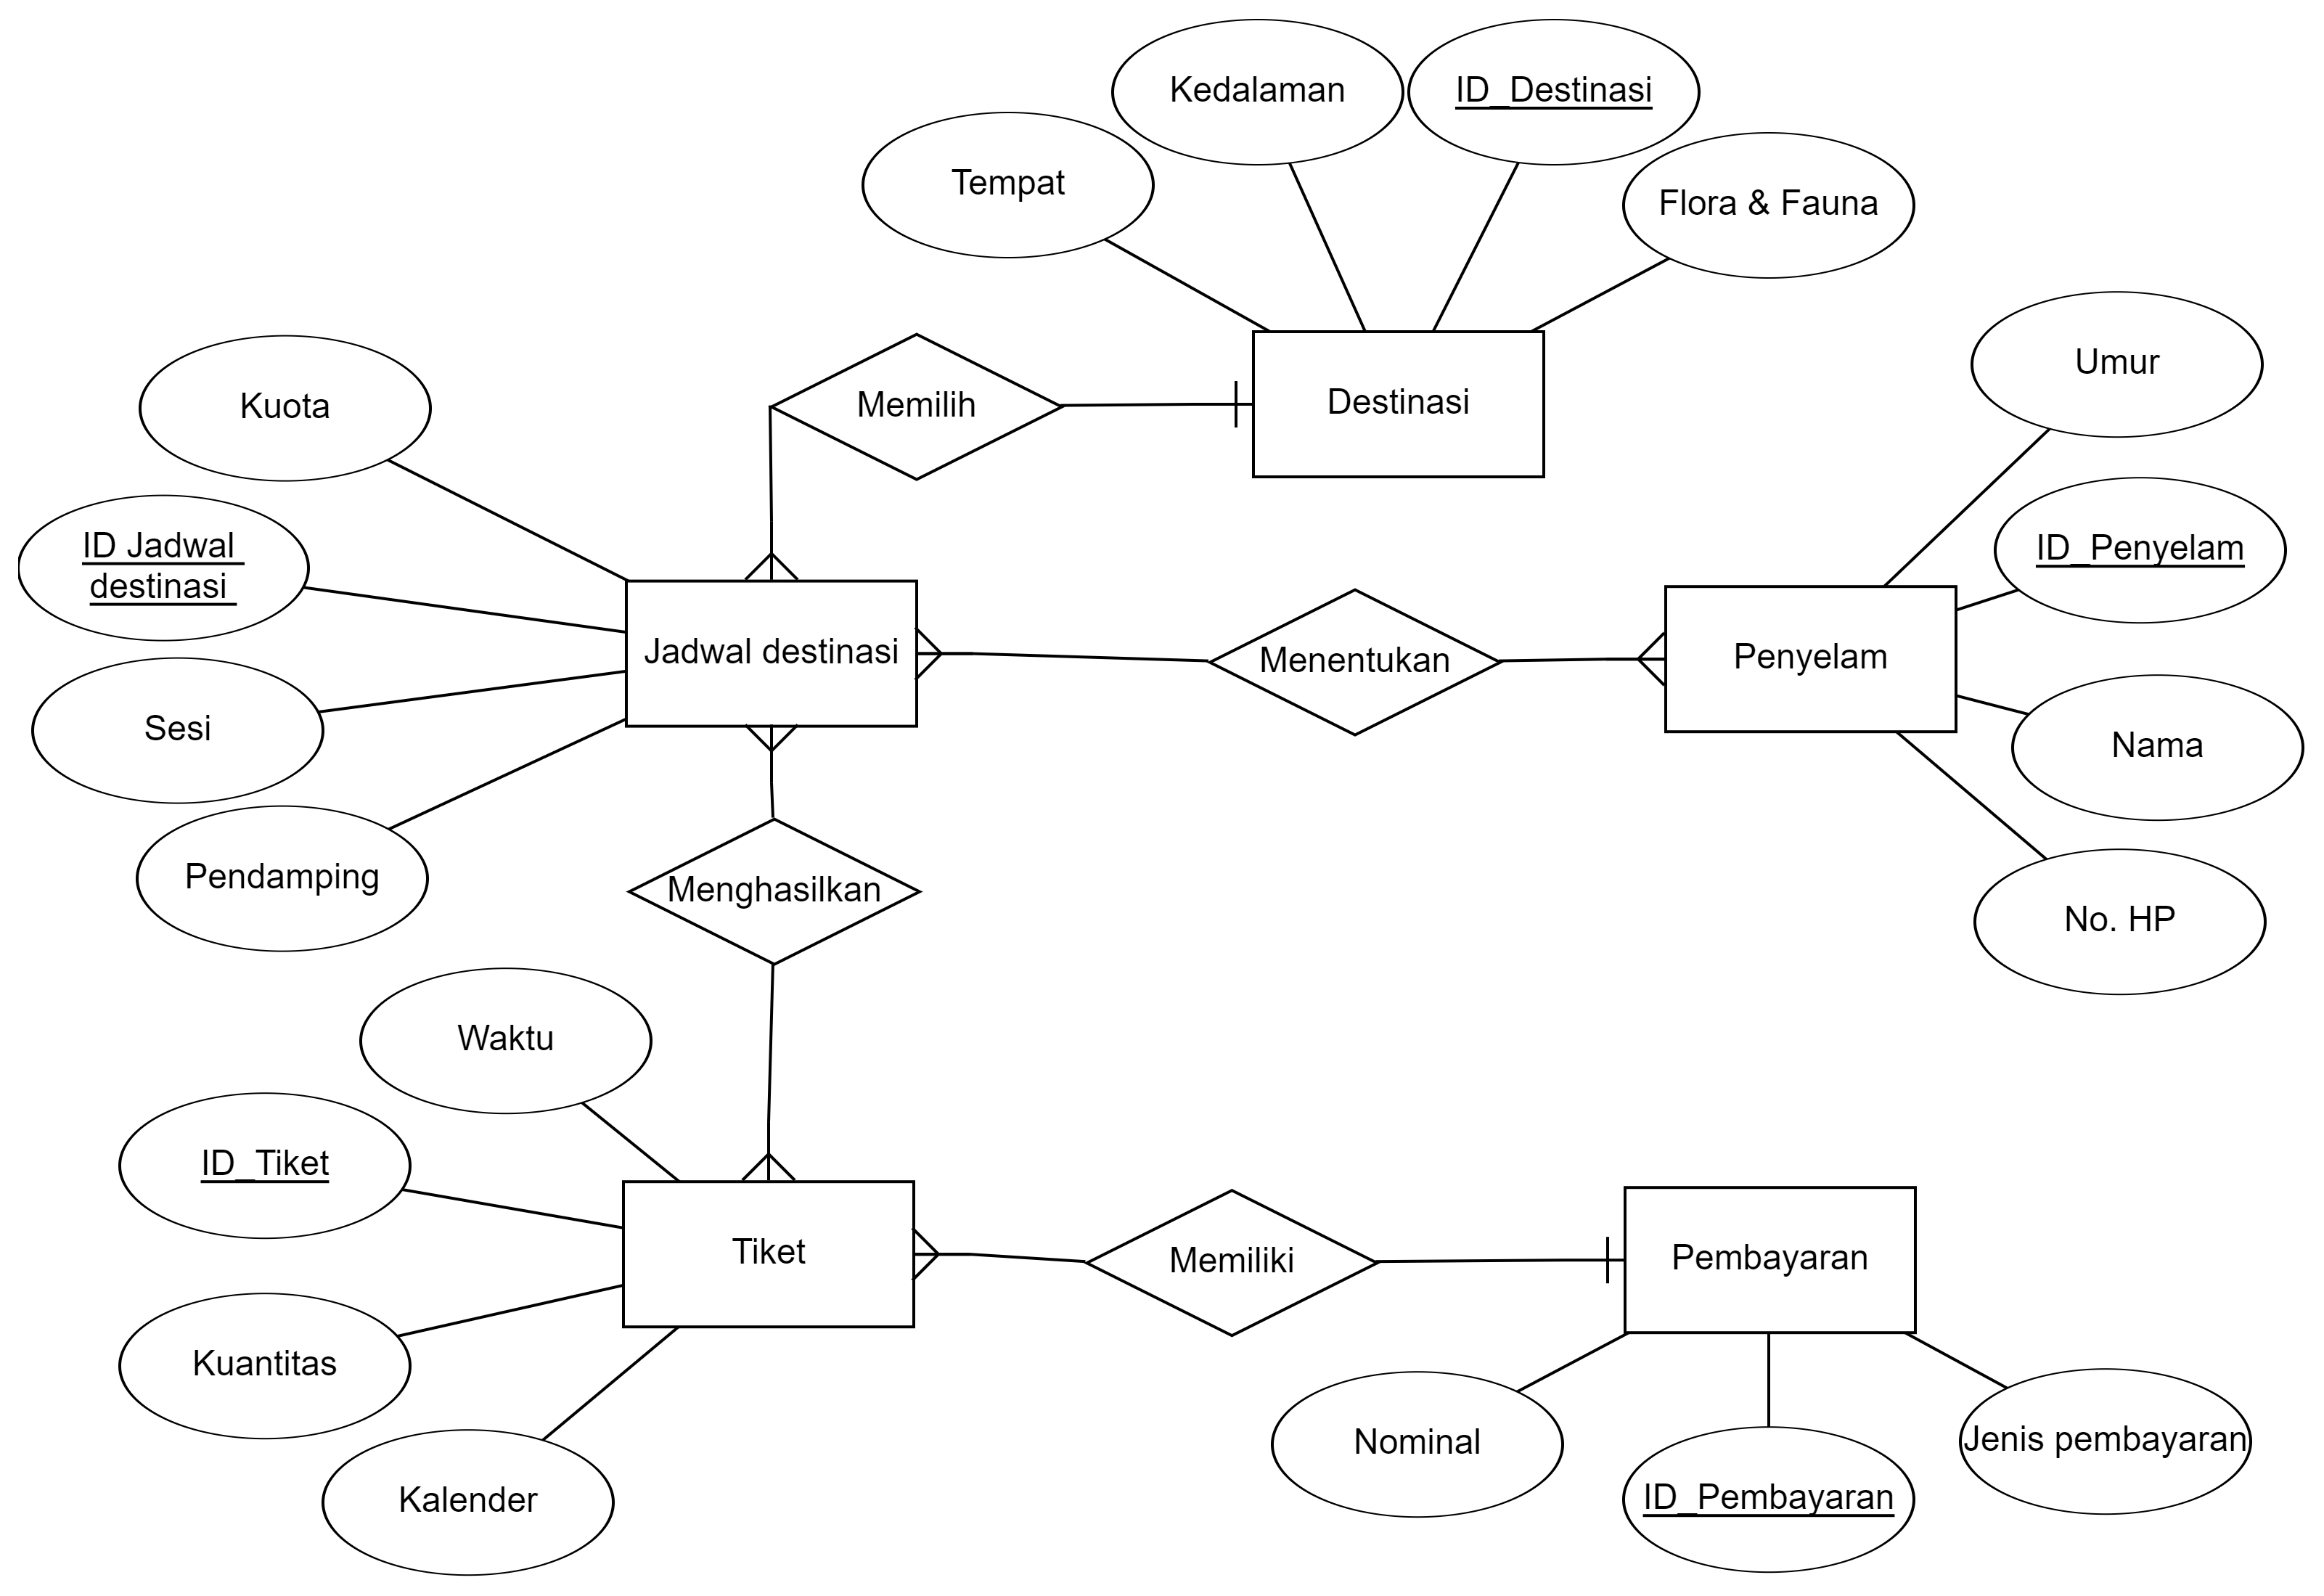 Kedalaman
ID_Destinasi
Tempat
Flora & Fauna
Umur
Kuota
Memilih
Destinasi
ID Jadwal
destinasi
ID_Penyelam
Jadwal destinasi
Menentukan
Penyelam
Sesi
Nama
Pendamping
Menghasilkan
No. HP
Waktu
ID_Tiket
Tiket
Memiliki
Pembayaran
Kuantitas
Nominal
Jenis pembayaran
Kalender
ID_Pembayaran